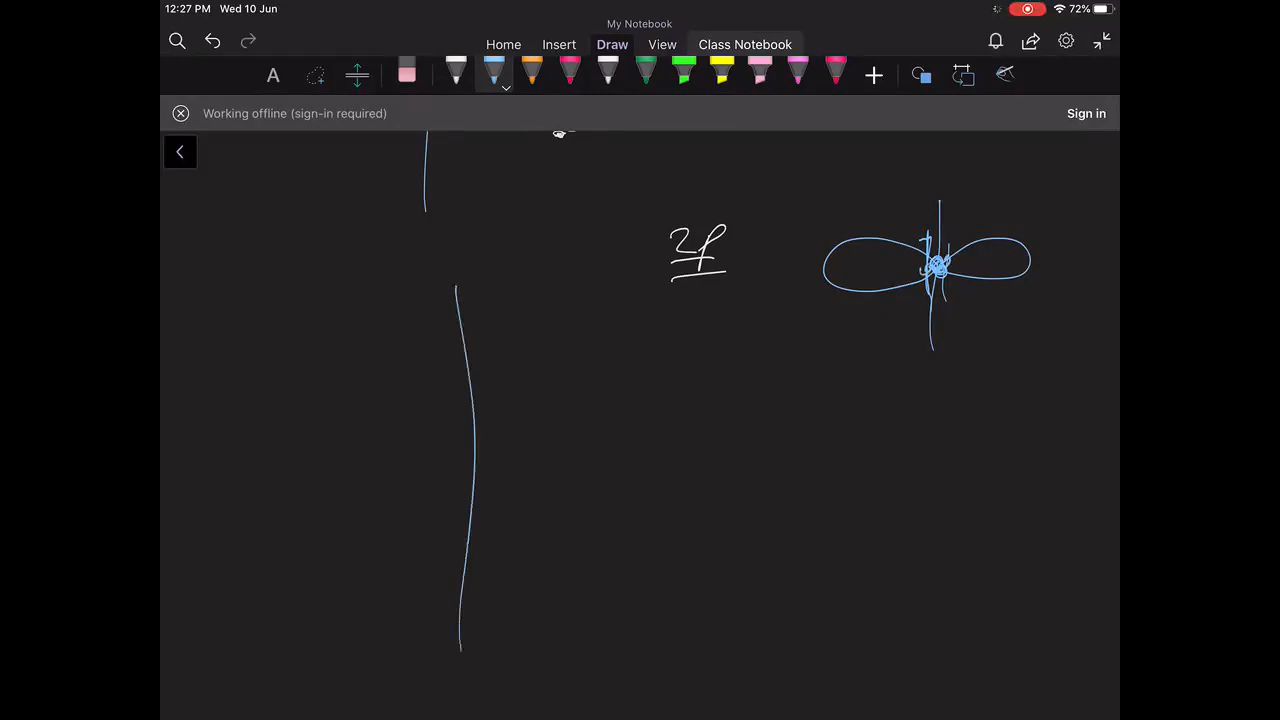 12:27 PM Wed 10 Jun
72%
My Notebook
Home Insert Draw View Class Notebook
A
Working offline (sign-in required)
Sign in
2p